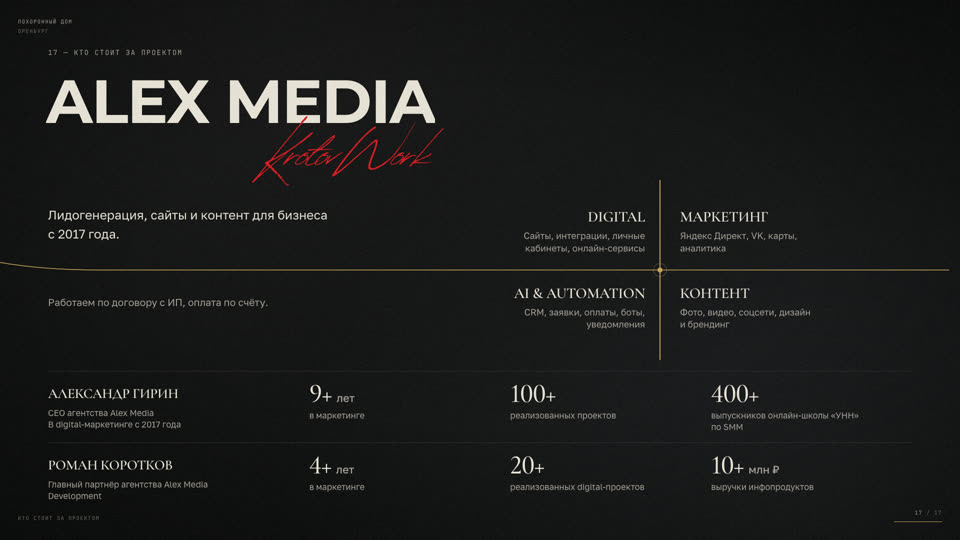 ПОХОРОННЫЙ ДОМ
ОРЕНБУРГ
17 — КТО СТОИТ ЗА ПРОЕКТОМ
ALEX MEDIA
KrotovWork
Лидогенерация, сайты и контент для бизнеса
с 2017 года.
DIGITAL
Сайты, интеграции, личные
кабинеты, онлайн-сервисы
МАРКЕТИНГ
Яндекс Директ, VK, карты,
аналитика
Работаем по договору с ИП, оплата по счёту.
AI & AUTOMATION
CRM, заявки, оплаты, боты,
уведомления
КОНТЕНТ
Фото, видео, соцсети, дизайн
и брендинг
АЛЕКСАНДР ГИРИН
CEO агентства Alex Media
В digital-маркетинге с 2017 года
9+ лет
в маркетинге
100+
реализованных проектов
400+
выпускников онлайн-школы «УНН»
по SMM
РОМАН КОРОТКОВ
Главный партнёр агентства Alex Media
Development
4+ лет
в маркетинге
20+
реализованных digital-проектов
10+ млн ₽
выручки инфопродуктов
КТО СТОИТ ЗА ПРОЕКТОМ
17 / 17